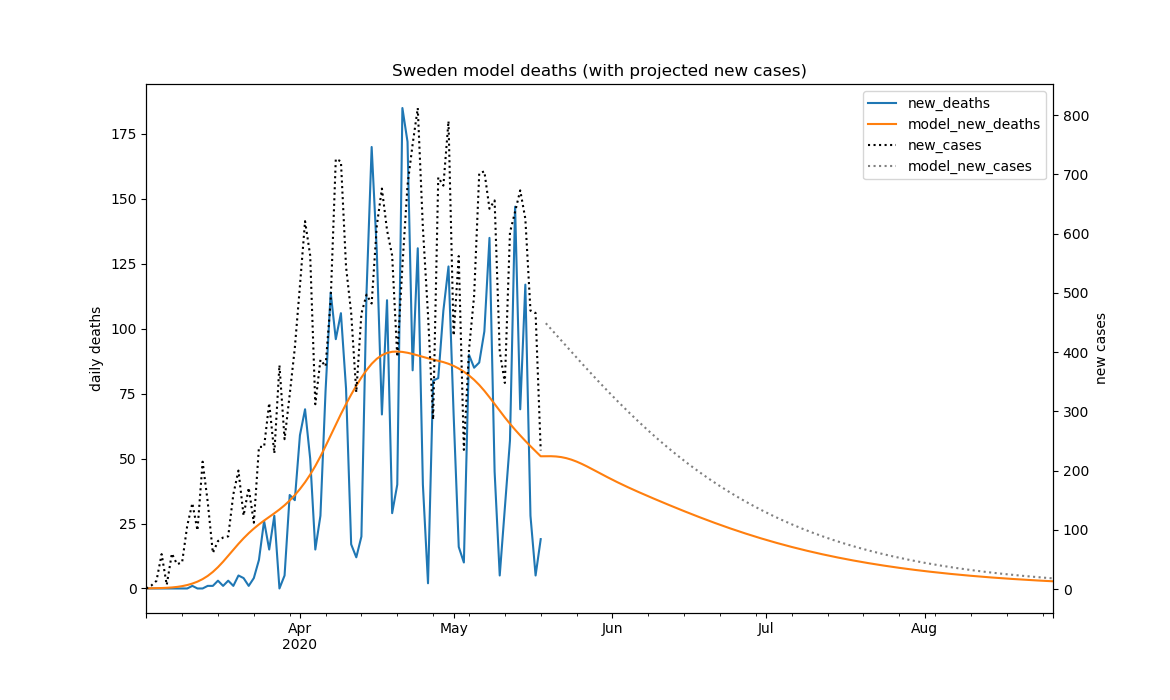 Sweden model deaths (with projected new cases)
new_deaths
model_new_deaths
new_cases
model_new_cases
175
150
125
100
75
50
25
0
daily deaths
800
700
600
500
400
300
200
100
0
new cases
Apr
2020
May
Jun
Jul
Aug